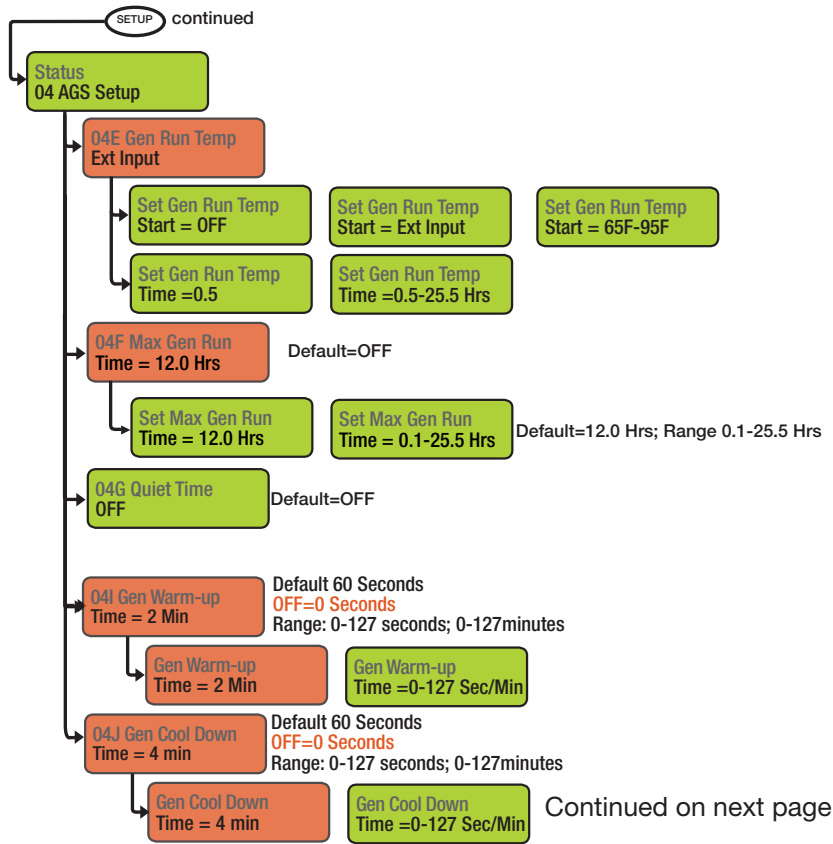 SETUP continued
Status
04 AGS Setup
04E Gen Run Temp
Ext Input
Set Gen Run Temp
Start = OFF
Set Gen Run Temp
Start = Ext Input
Set Gen Run Temp
Start = 65F-95F
Set Gen Run Temp
Time =0.5
Set Gen Run Temp
Time =0.5-25.5 Hrs
04F Max Gen Run
Time = 12.0 Hrs
Default=OFF
Set Max Gen Run
Time = 12.0 Hrs
Set Max Gen Run
Time = 0.1-25.5 Hrs
Default=12.0 Hrs; Range 0.1-25.5 Hrs
04G Quiet Time
OFF
Default=OFF
04I Gen Warm-up
Time = 2 Min
Default 60 Seconds
OFF=0 Seconds
Range: 0-127 seconds; 0-127minutes
Gen Warm-up
Time = 2 Min
Gen Warm-up
Time =0-127 Sec/Min
04J Gen Cool Down
Time = 4 min
Default 60 Seconds
OFF=0 Seconds
Range: 0-127 seconds; 0-127minutes
Gen Cool Down
Time = 4 min
Gen Cool Down
Time =0-127 Sec/Min
Continued on next page